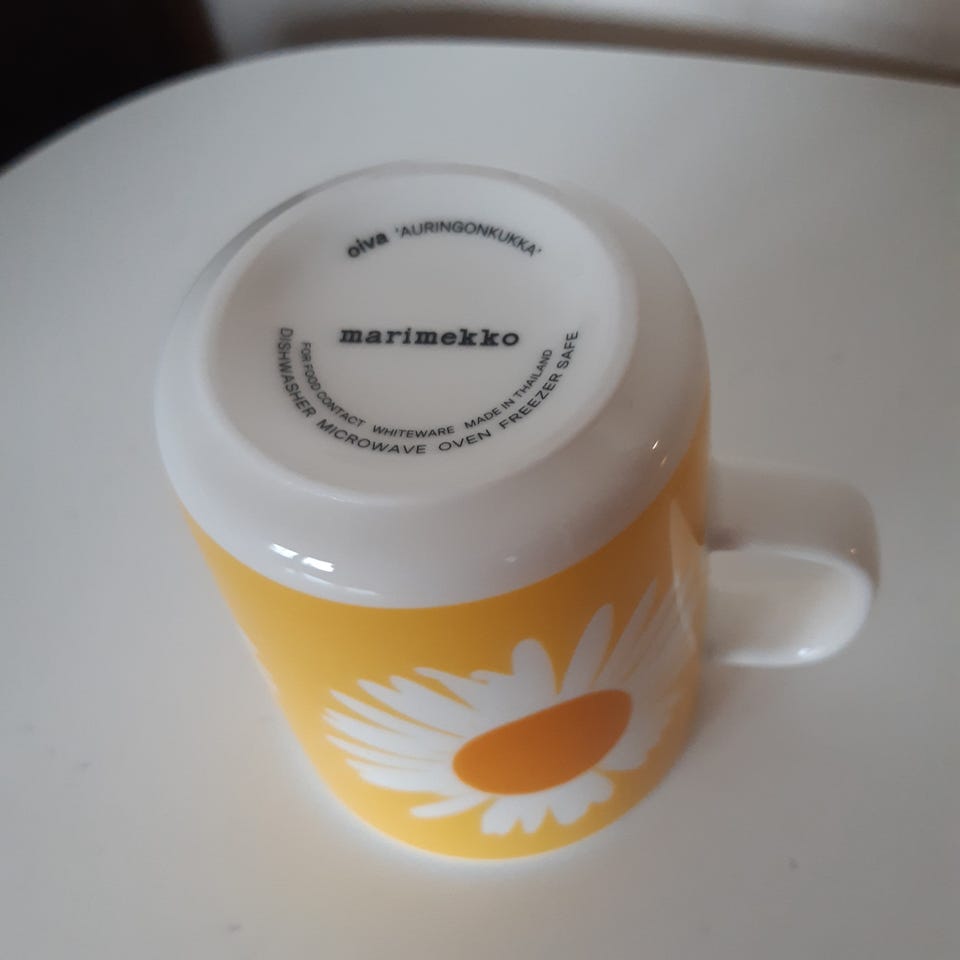 oiva 'AURINGONKUKKA'
marimekko
FOR FOOD CONTACT WHITEWARE MADE IN THAILAND
DISHWASHER MICROWAVE OVEN FREEZER SAFE